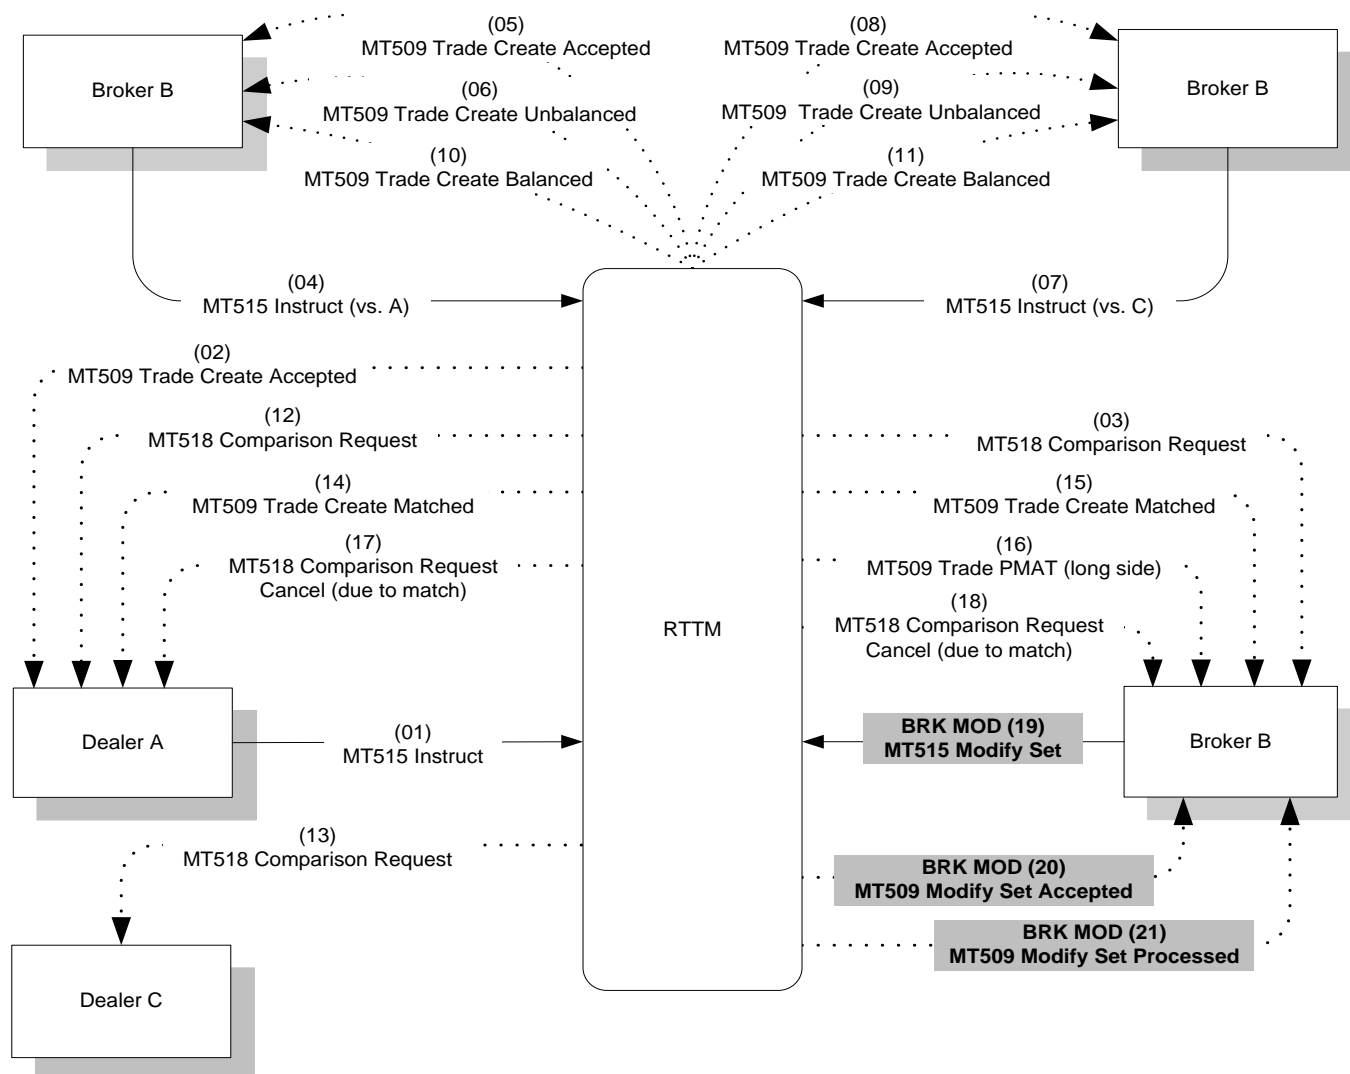 (05)
MT509 Trade Create Accepted
(08)
MT509 Trade Create Accepted
Broker B
(06)
MT509 Trade Create Unbalanced
(09)
MT509 Trade Create Unbalanced
Broker B
(10)
MT509 Trade Create Balanced
(11)
MT509 Trade Create Balanced
(04)
MT515 Instruct (vs. A)
(07)
MT515 Instruct (vs. C)
(02)
MT509 Trade Create Accepted
(12)
MT518 Comparison Request
(03)
MT518 Comparison Request
(14)
MT509 Trade Create Matched
(15)
MT509 Trade Create Matched
(17)
MT518 Comparison Request
Cancel (due to match)
(16)
MT509 Trade PMAT (long side)
(18)
MT518 Comparison Request
Cancel (due to match)
RTTM
Dealer A
(01)
MT515 Instruct
BRK MOD (19)
MT515 Modify Set
Broker B
(13)
MT518 Comparison Request
BRK MOD (20)
MT509 Modify Set Accepted
BRK MOD (21)
MT509 Modify Set Processed
Dealer C